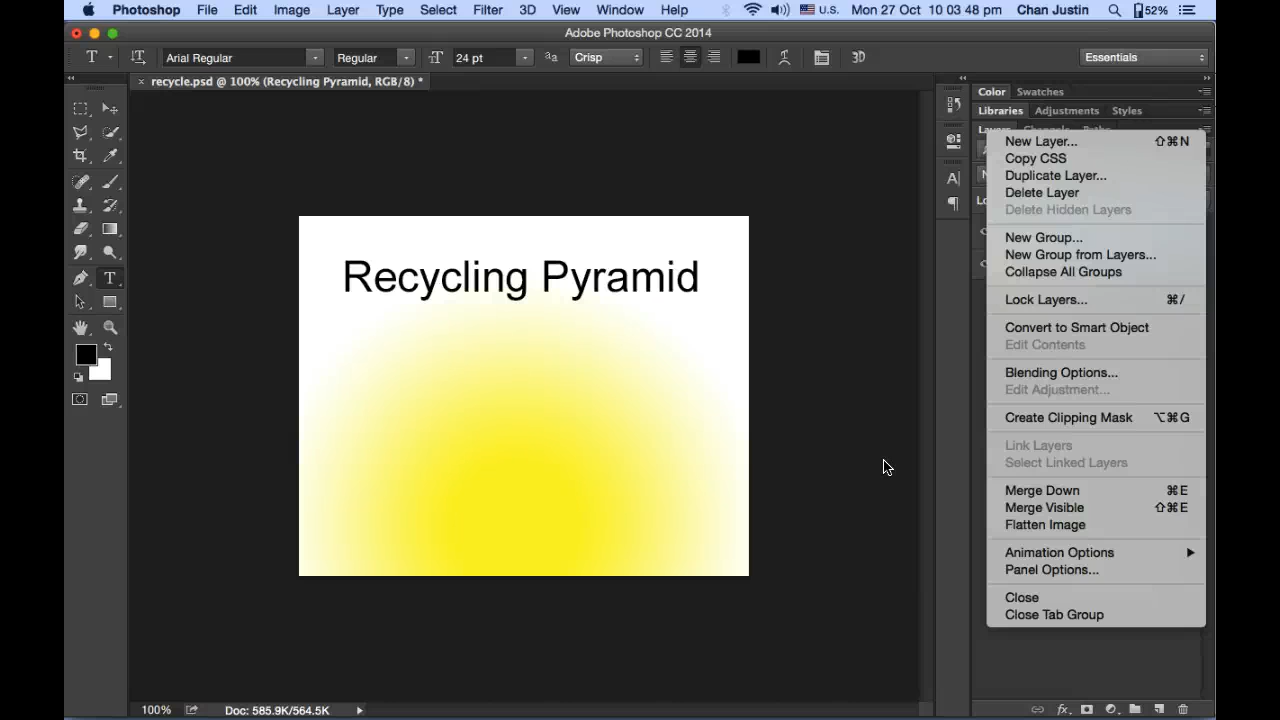 Photoshop File Edit Image Layer Type Select Filter 3D View Window Help U.S. Mon 27 Oct 10 03 48 pm Chan Justin 52%
Adobe Photoshop CC 2014
T Arial Regular Regular 24 pt Crisp 3D Essentials
recycle.psd @ 100% (Recycling Pyramid, RGB/8) *
Color Swatches
Libraries Adjustments Styles
Layers Channels Paths
New Layer... ⇧⌘N
Copy CSS
Duplicate Layer...
Delete Layer
Delete Hidden Layers
New Group...
New Group from Layers...
Collapse All Groups
Lock Layers... ⌘/
Convert to Smart Object
Edit Contents
Blending Options...
Edit Adjustment...
Create Clipping Mask ⌥⌘G
Link Layers
Select Linked Layers
Merge Down ⌘E
Merge Visible ⇧⌘E
Flatten Image
Animation Options
Panel Options...
Close
Close Tab Group
Recycling Pyramid
100% Doc: 585.9K/564.5K